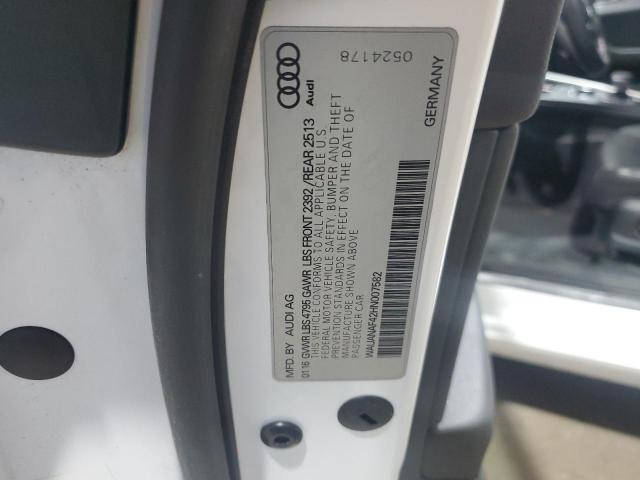 MFD. BY AUDI AG
01.16 GVWR LBS 4795 GAWR LBS FRONT 2392 / REAR 2513
THIS VEHICLE CONFORMS TO ALL APPLICABLE U.S.
FEDERAL MOTOR VEHICLE SAFETY, BUMPER AND THEFT
PREVENTION STANDARDS IN EFFECT ON THE DATE OF
MANUFACTURE SHOWN ABOVE
PASSENGER CAR
WAUANAF42HN007582
Audi
0524178
GERMANY